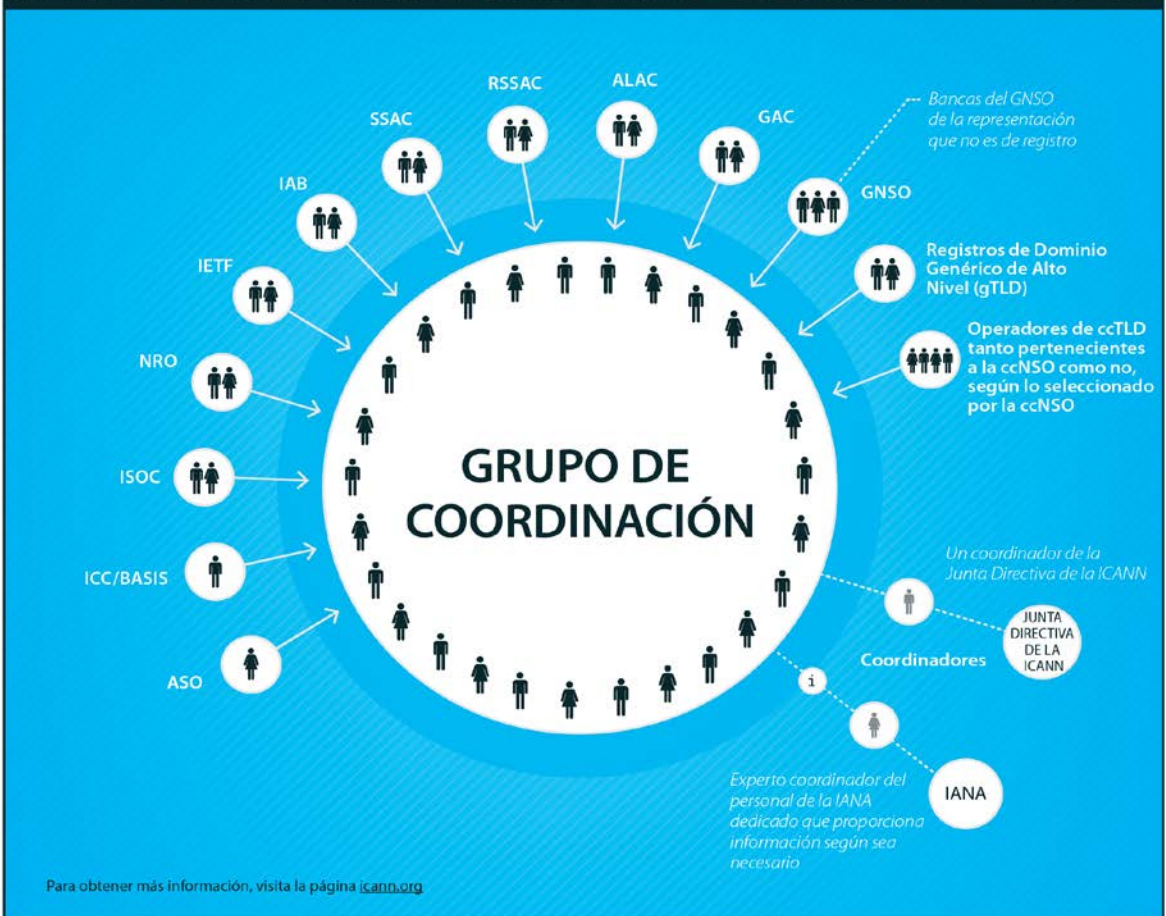 RSSAC
ALAC
SSAC
GAC
Bancas del GNSO
de la representación
que no es de registro
IAB
GNSO
IETF
Registros de Dominio
Genérico de Alto
Nivel (gTLD)
NRO
Operadores de ccTLD
tanto pertenecientes
a la ccNSO como no,
según lo seleccionado
por la ccNSO
ISOC
GRUPO DE
COORDINACIÓN
ICC/BASIS
Un coordinador de la
Junta Directiva de la ICANN
JUNTA
DIRECTIVA
DE LA
ICANN
Coordinadores
ASO
i
Experto coordinador del
personal de la IANA
dedicado que proporciona
información según sea
necesario
IANA
Para obtener más información, visita la página icann.org